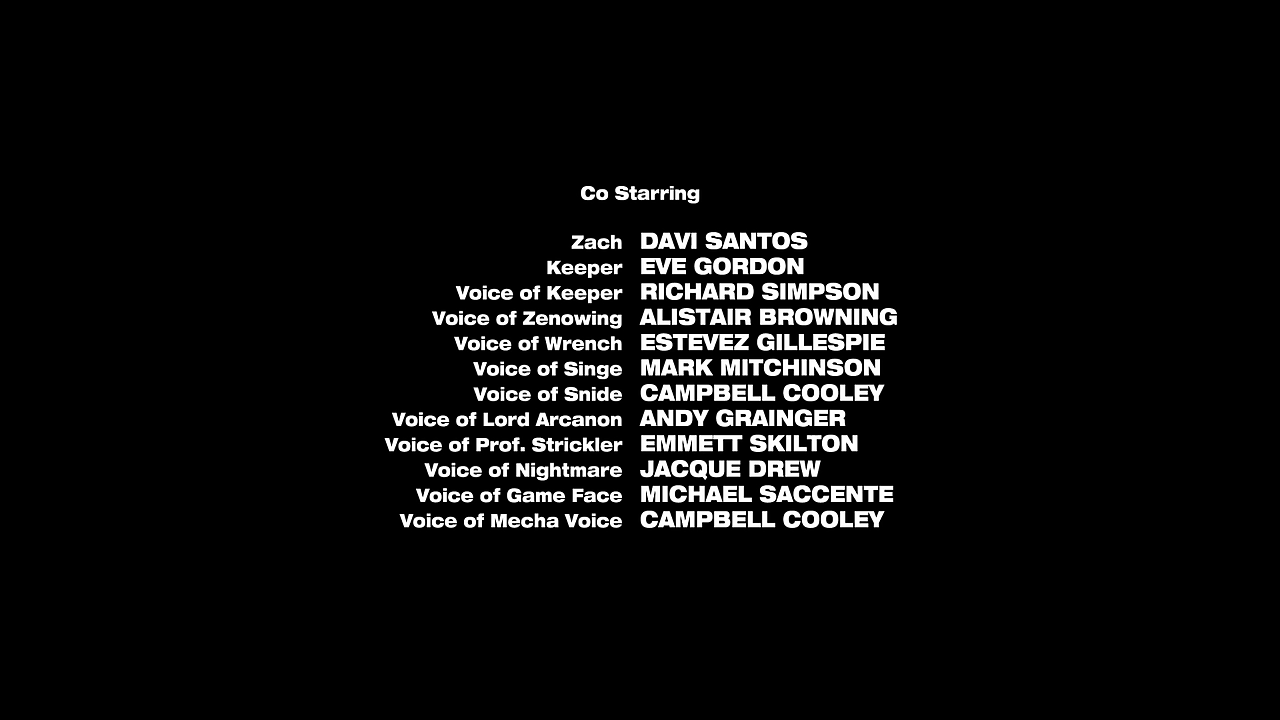 Co Starring
Zach DAVI SANTOS
Keeper EVE GORDON
Voice of Keeper RICHARD SIMPSON
Voice of Zenowing ALISTAIR BROWNING
Voice of Wrench ESTEVEZ GILLESPIE
Voice of Singe MARK MITCHINSON
Voice of Snide CAMPBELL COOLEY
Voice of Lord Arcanon ANDY GRAINGER
Voice of Prof. Strickler EMMETT SKILTON
Voice of Nightmare JACQUE DREW
Voice of Game Face MICHAEL SACCENTE
Voice of Mecha Voice CAMPBELL COOLEY